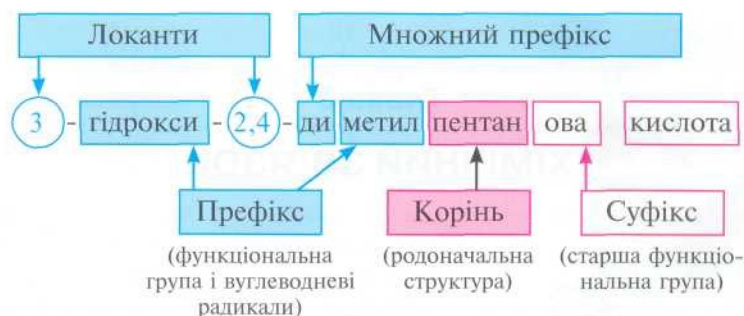 Локанти Множний префікс
3 - гідрокси - 2,4 - ди метил пентан ова кислота
Префікс Корінь Суфікс
(функціональна (родоначальна (старша функціо-
група і вуглеводневі структура) нальна група)
радикали)